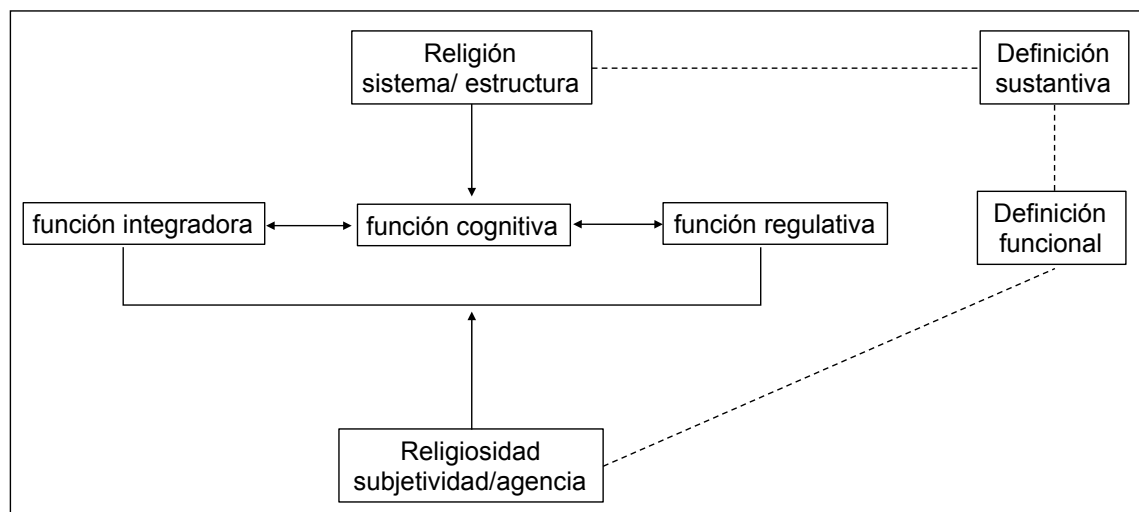 Religión
sistema/ estructura
Definición
sustantiva
función integradora
función cognitiva
función regulativa
Definición
funcional
Religiosidad
subjetividad/agencia